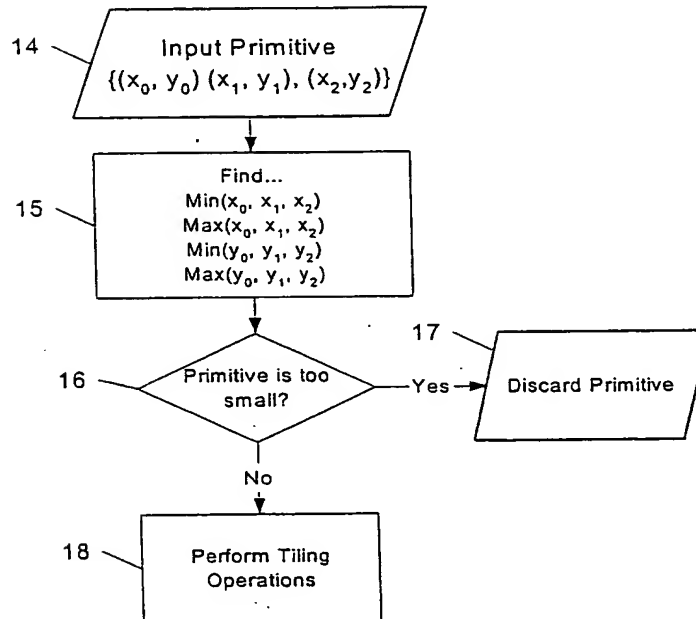 14
Input Primitive
{(x₀, y₀) (x₁, y₁), (x₂,y₂)}
15
Find...
Min(x₀, x₁, x₂)
Max(x₀, x₁, x₂)
Min(y₀, y₁, y₂)
Max(y₀, y₁, y₂)
17
16
Primitive is too
small?
Yes
Discard Primitive
No
18
Perform Tiling
Operations